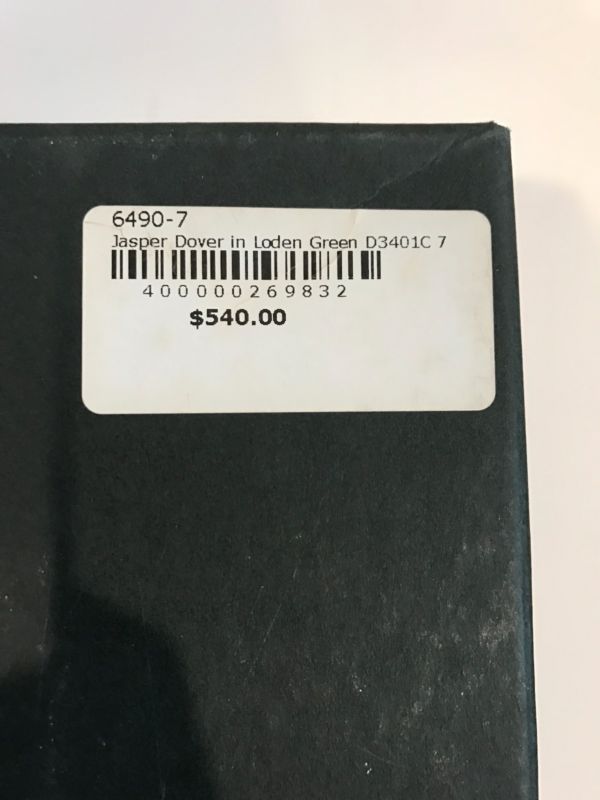 6490-7
Jasper Dover in Loden Green D3401C 7
400000269832
$540.00